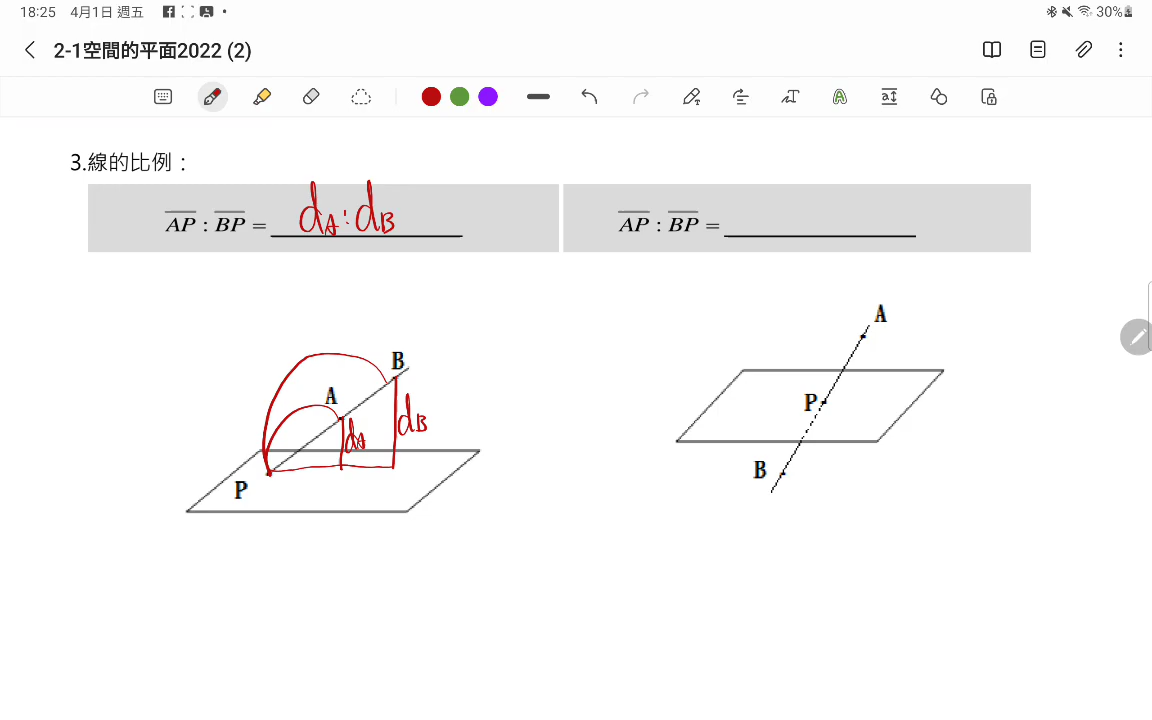 18:25 4月1日 週五 30%
2-1空間的平面2022 (2)
3.線的比例：
AP : BP = dA : dB
AP : BP =
B
A
dA
dB
P
A
P
B